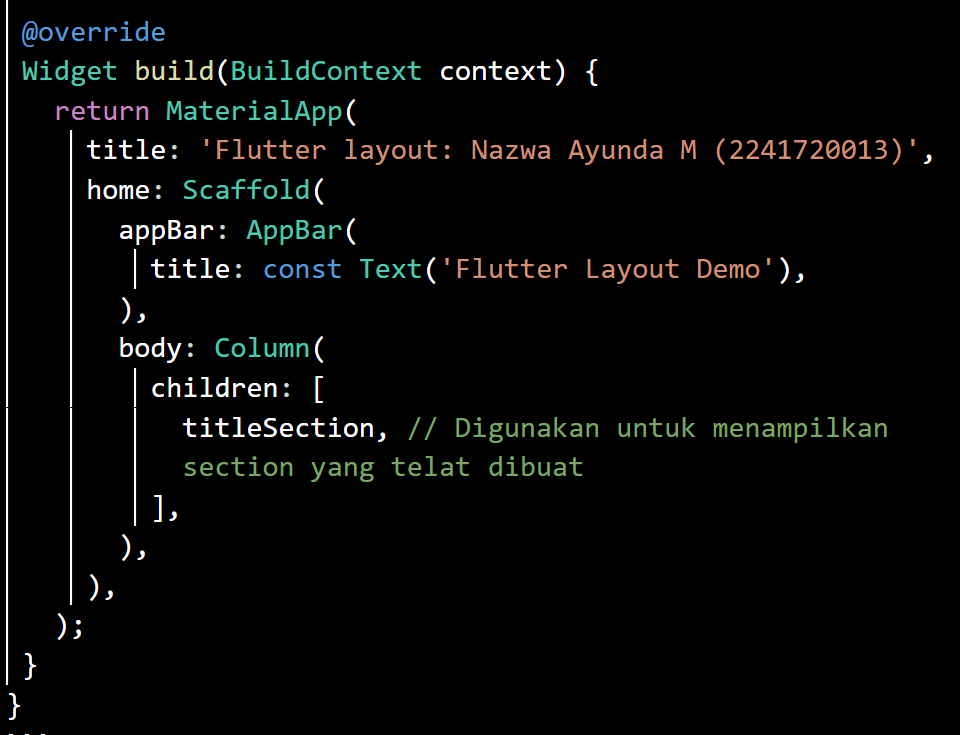 @override
Widget build(BuildContext context) {
return MaterialApp(
title: 'Flutter layout: Nazwa Ayunda M (2241720013)',
home: Scaffold(
appBar: AppBar(
title: const Text('Flutter Layout Demo'),
),
body: Column(
children: [
titleSection, // Digunakan untuk menampilkan
section yang telat dibuat
],
),
),
);
}
}